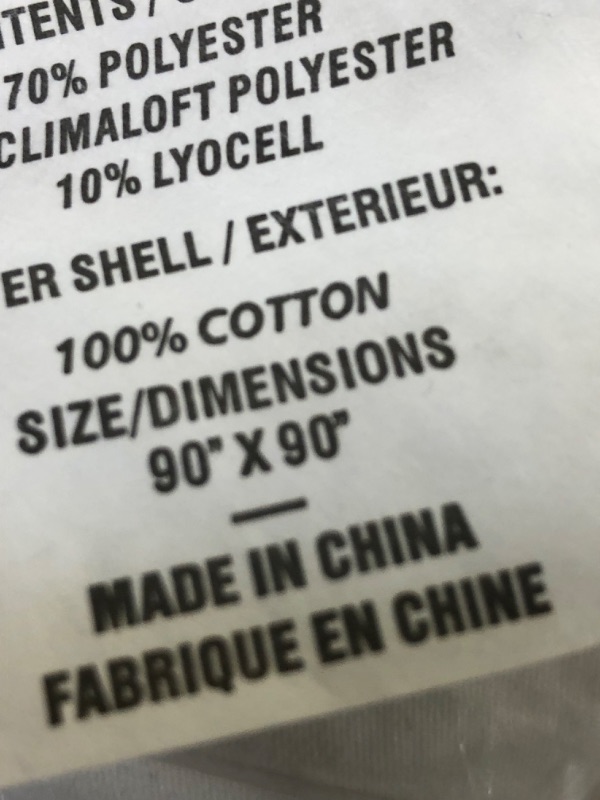 70% POLYESTER
CLIMALOFT POLYESTER
10% LYOCELL
ER SHELL / EXTERIEUR:
100% COTTON
SIZE/DIMENSIONS
90" X 90"
MADE IN CHINA
FABRIQUE EN CHINE